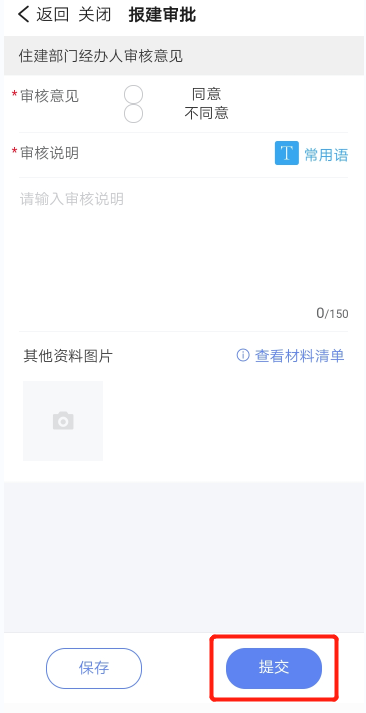 返回 关闭 报建审批
住建部门经办人审核意见
*审核意见
同意
不同意
*审核说明
T 常用语
请输入审核说明
0/150
其他资料图片
查看材料清单
保存
提交